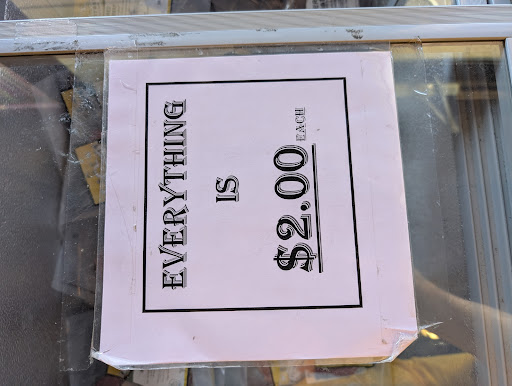 EVERYTHING
IS
$2.00 EACH